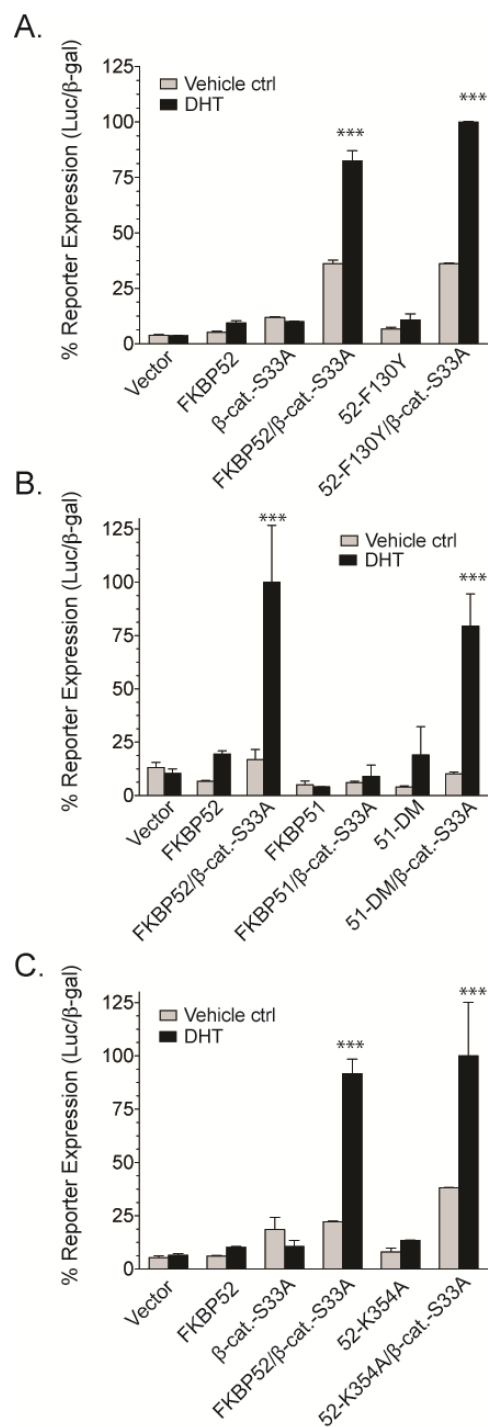 A.
% Reporter Expression (Luc/β-gal)
125
100
75
50
25
0
Vehicle ctrl
DHT
***
***
Vector
FKBP52
β-cat.-S33A
FKBP52/β-cat.-S33A
52-F130Y
52-F130Y/β-cat.-S33A
B.
% Reporter Expression (Luc/β-gal)
125
100
75
50
25
0
Vehicle ctrl
DHT
***
***
Vector
FKBP52
FKBP52/β-cat.-S33A
FKBP51
FKBP51/β-cat.-S33A
51-DM
51-DM/β-cat.-S33A
C.
% Reporter Expression (Luc/β-gal)
125
100
75
50
25
0
Vehicle ctrl
DHT
***
***
Vector
FKBP52
β-cat.-S33A
FKBP52/β-cat.-S33A
52-K354A
52-K354A/β-cat.-S33A